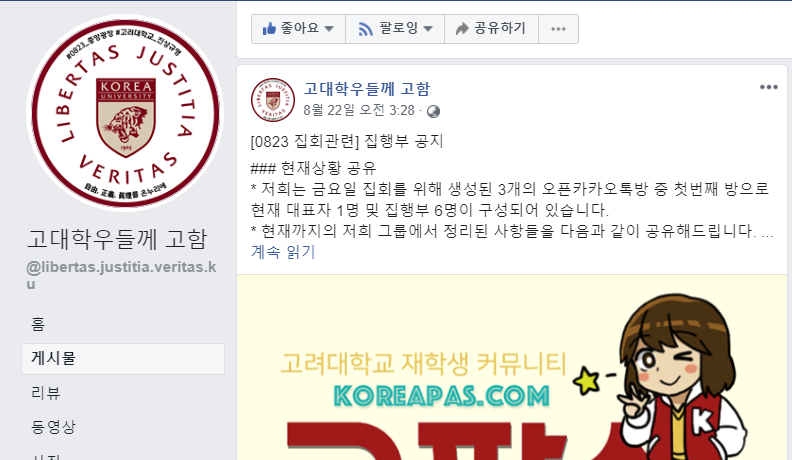 #0823_중앙광장 #고려대학교_진상규명
LIBERTAS JUSTITIA
VERITAS
KOREA
UNIVERSITY
1905
自由, 正義, 眞理를 온누리에
고대학우들께 고함
@libertas.justitia.veritas.k
u
홈
게시물
리뷰
동영상
좋아요
팔로잉
공유하기
고대학우들께 고함
8월 22일 오전 3:28 ·
[0823 집회관련] 집행부 공지
### 현재상황 공유
* 저희는 금요일 집회를 위해 생성된 3개의 오픈카카오톡방 중 첫번째 방으로
현재 대표자 1명 및 집행부 6명이 구성되어 있습니다.
* 현재까지의 저희 그룹에서 정리된 사항들을 다음과 같이 공유해드립니다. ...
계속 읽기
고려대학교 재학생 커뮤니티
KOREAPAS.COM
K